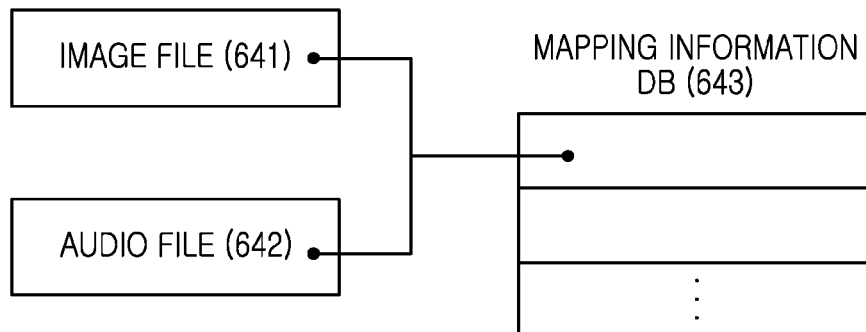 IMAGE FILE (641)
MAPPING INFORMATION
DB (643)
AUDIO FILE (642)